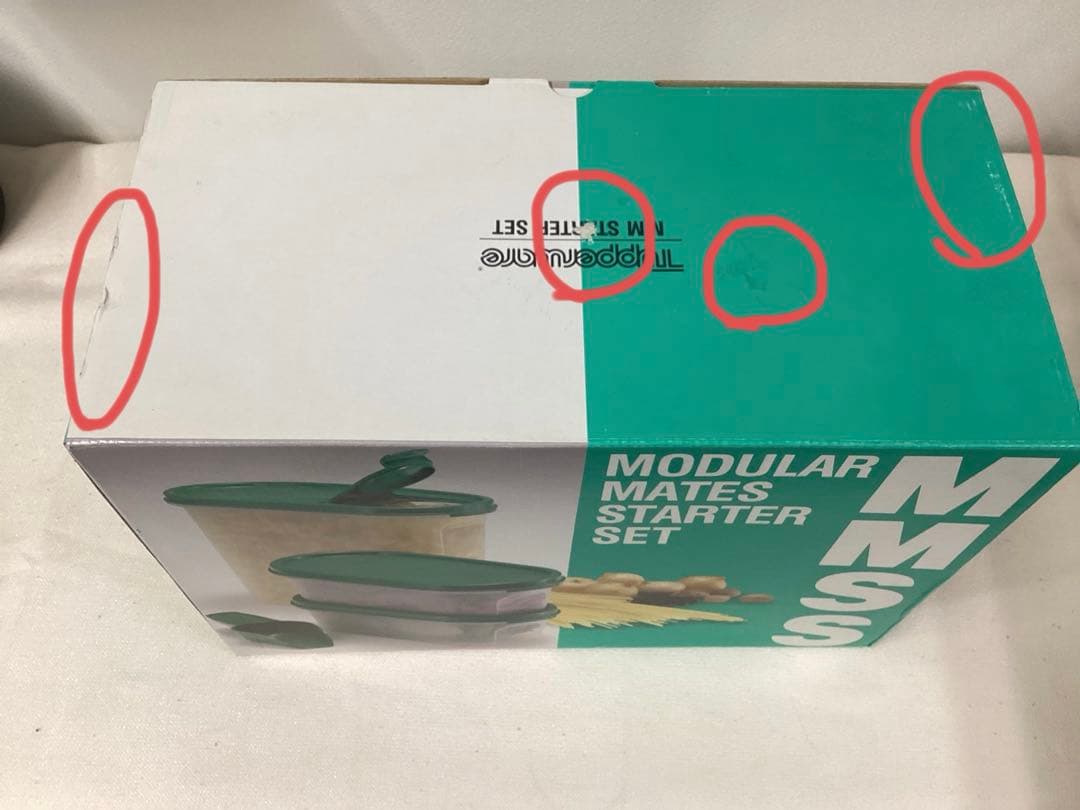 Tupperware®
MM STARTER SET
MODULAR
MATES
STARTER
SET
M
M
S
S